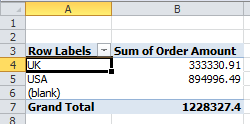 A B
1
2
3 Row Labels Sum of Order Amount
4 UK 333330.91
5 USA 894996.49
6 (blank)
7 Grand Total 1228327.4